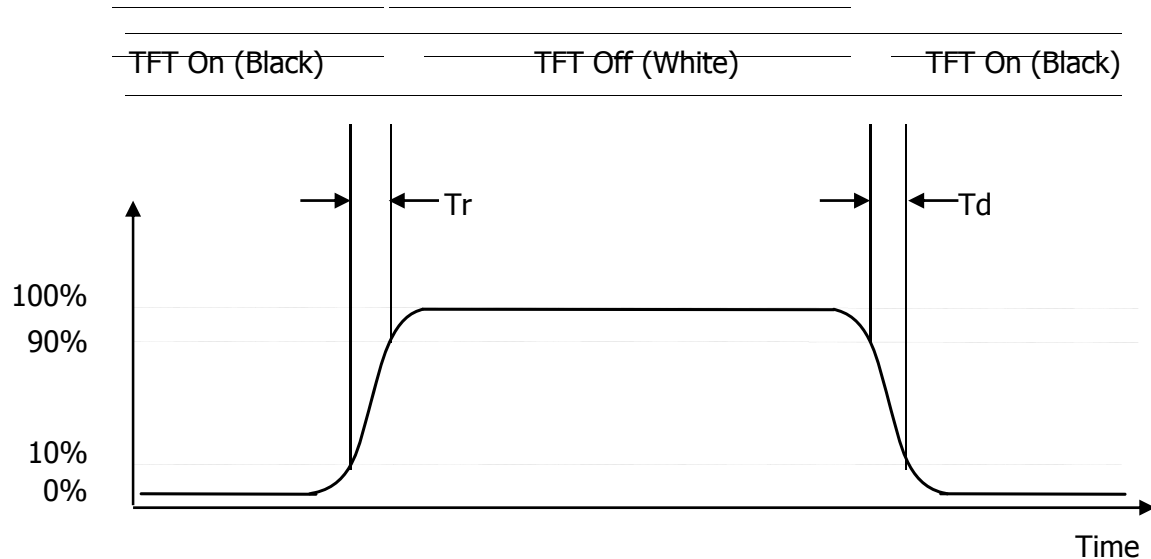 TFT On (Black) TFT Off (White) TFT On (Black)
Tr Td
100%
90%
10%
0%
Time